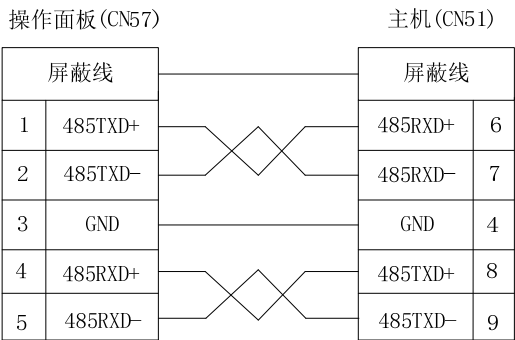 操作面板(CN57) 主机(CN51)
屏蔽线 屏蔽线
1 485TXD+ 485RXD+ 6
2 485TXD- 485RXD- 7
3 GND GND 4
4 485RXD+ 485TXD+ 8
5 485RXD- 485TXD- 9